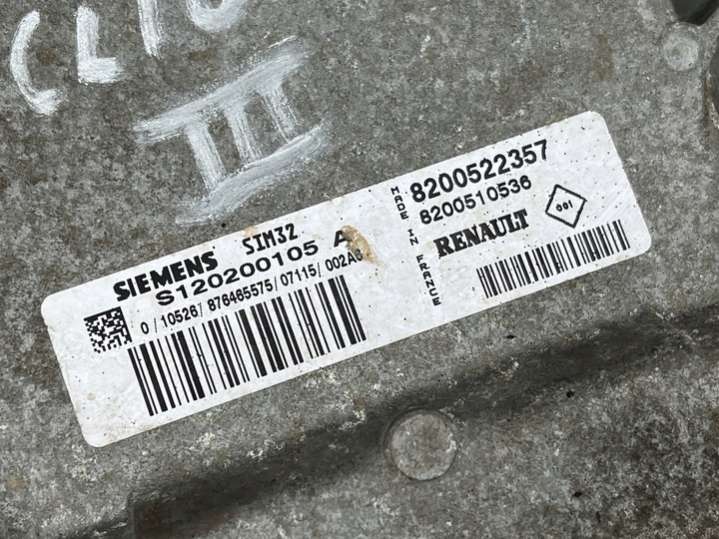 CLIO
III
SIEMENS SIM32
S120200105 A
0/10526/876465575/07115/002A6
MADE IN FRANCE
8200522357
8200510536
RENAULT
001